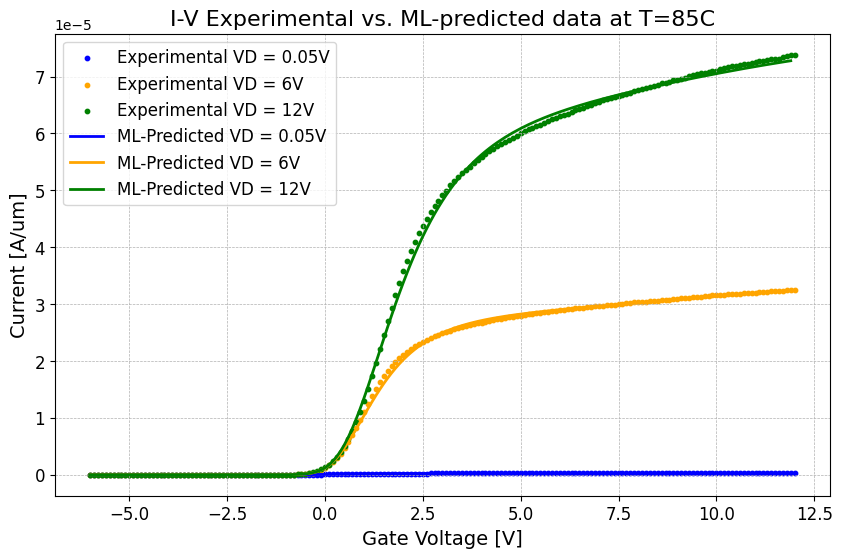 I-V Experimental vs. ML-predicted data at T=85C
1e−5
Experimental VD = 0.05V
Experimental VD = 6V
Experimental VD = 12V
ML-Predicted VD = 0.05V
ML-Predicted VD = 6V
ML-Predicted VD = 12V
7
6
5
4
3
2
1
0
Current [A/um]
−5.0 −2.5 0.0 2.5 5.0 7.5 10.0 12.5
Gate Voltage [V]